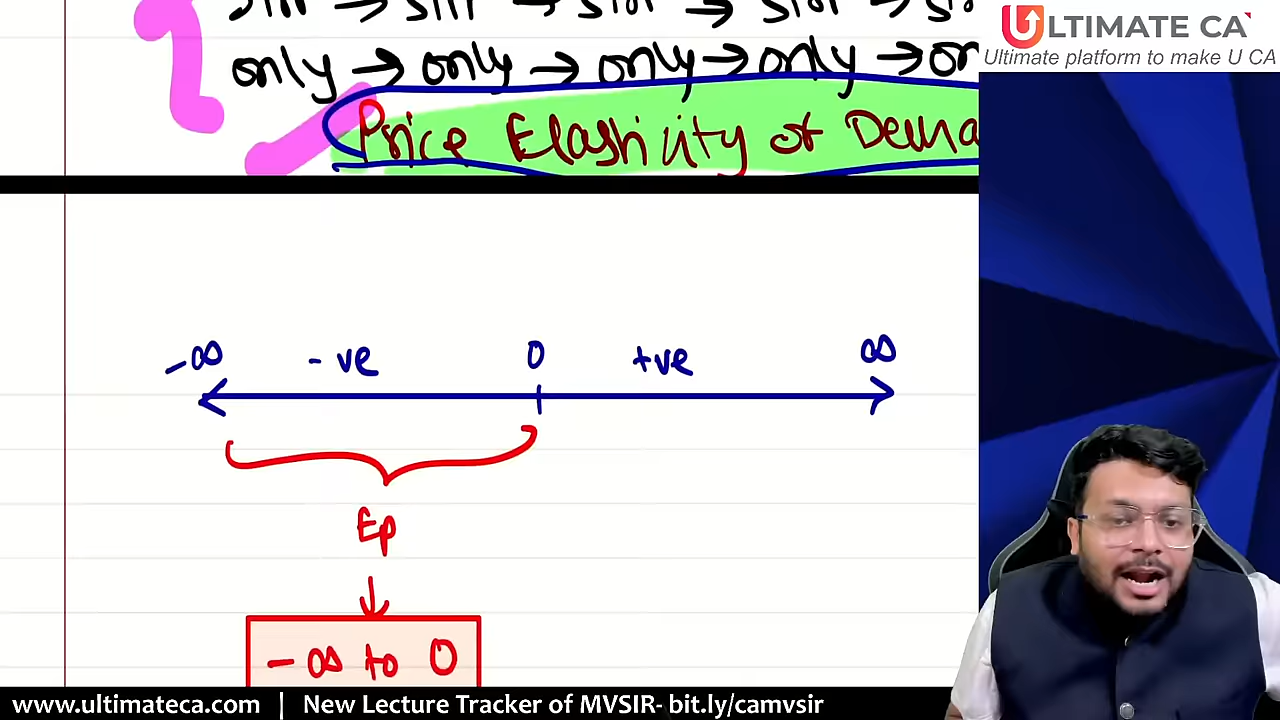 ULTIMATE CA
Ultimate platform to make U CA
only → only → only → only → on
Price Elasticity of Dema
-∞ -ve 0 +ve ∞
Ep
↓
-∞ to 0
www.ultimateca.com | New Lecture Tracker of MVSIR- bit.ly/camvsir